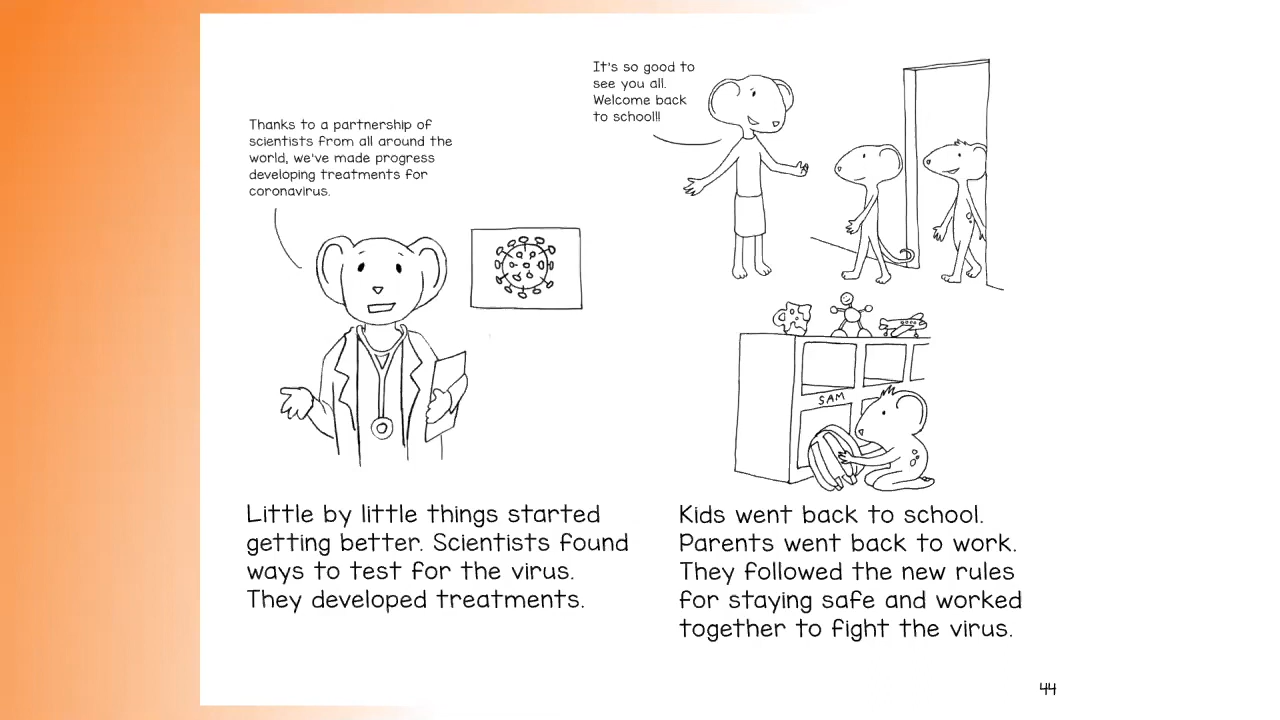 Thanks to a partnership of
scientists from all around the
world, we've made progress
developing treatments for
coronavirus.
Little by little things started
getting better. Scientists found
ways to test for the virus.
They developed treatments.
It's so good to
see you all.
Welcome back
to school!!
SAM
Kids went back to school.
Parents went back to work.
They followed the new rules
for staying safe and worked
together to fight the virus.
44